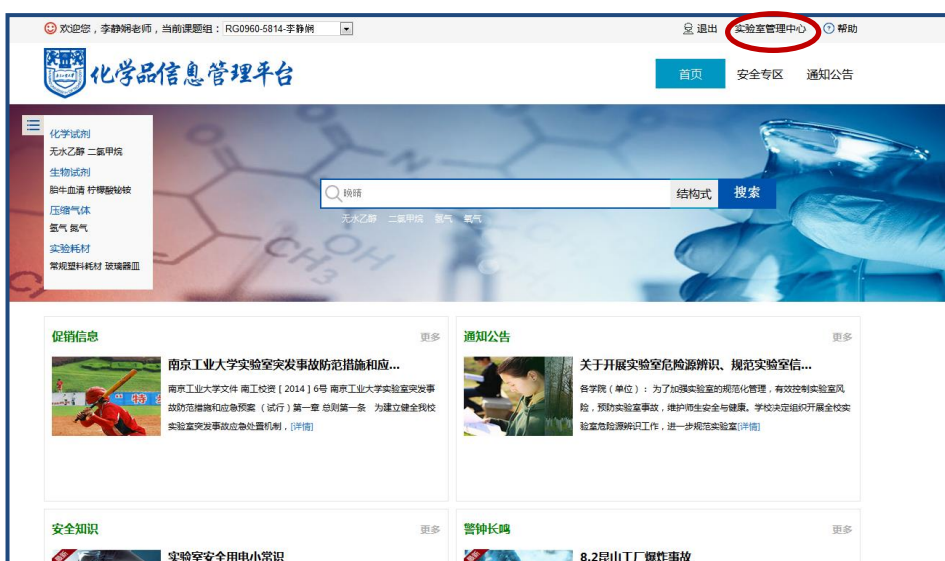 欢迎您，李静娴老师，当前课题组： RG0960-5814-李静娴
退出 实验室管理中心 帮助
化学品信息管理平台
首页 安全专区 通知公告
化学试剂
无水乙醇 二氯甲烷
生物试剂
胎牛血清 柠檬酸铋铵
压缩气体
氩气 氮气
实验耗材
常规塑料耗材 玻璃器皿
腈 结构式 搜索
无水乙醇 二氯甲烷
CH3
OH
N
促销信息 更多
南京工业大学实验室突发事故防范措施和应...
南京工业大学文件 南工校资 [ 2014 ] 6号 南京工业大学实验室突发事
故防范措施和应急预案 （试行）第一章 总则第一条 为建立健全我校
实验室突发事故应急处置机制，[详情]
通知公告 更多
关于开展实验室危险源辨识、规范实验室信...
各学院（单位）：为了加强实验室的规范化管理，有效控制实验室风
险，预防实验室事故，维护师生安全与健康。学校决定组织开展全校实
验室危险源辨识工作，进一步规范实验室[详情]
安全知识 更多
实验室安全用电小常识
警钟长鸣 更多
8.2昆山工厂爆炸事故